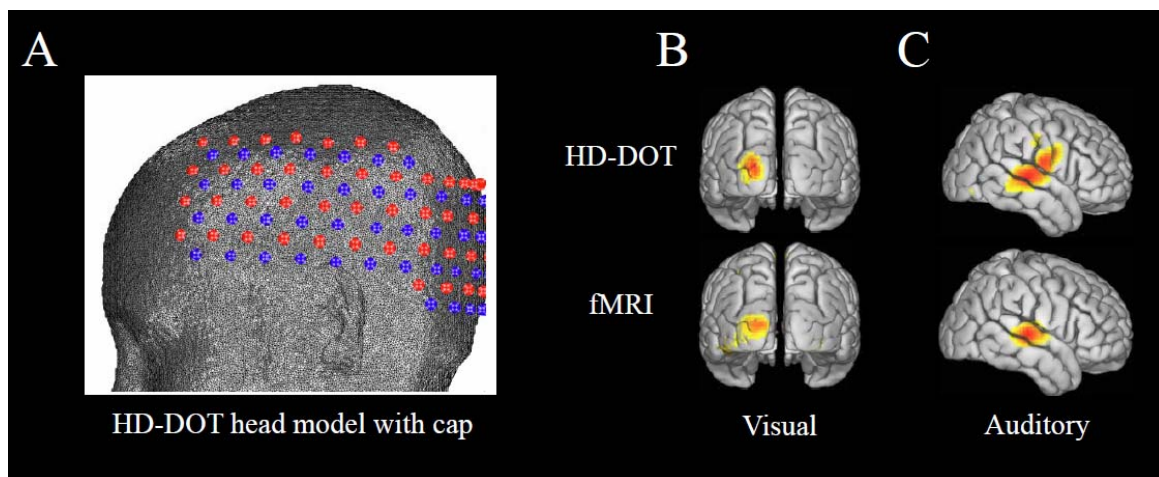 A
B
C
HD-DOT
fMRI
HD-DOT head model with cap
Visual
Auditory